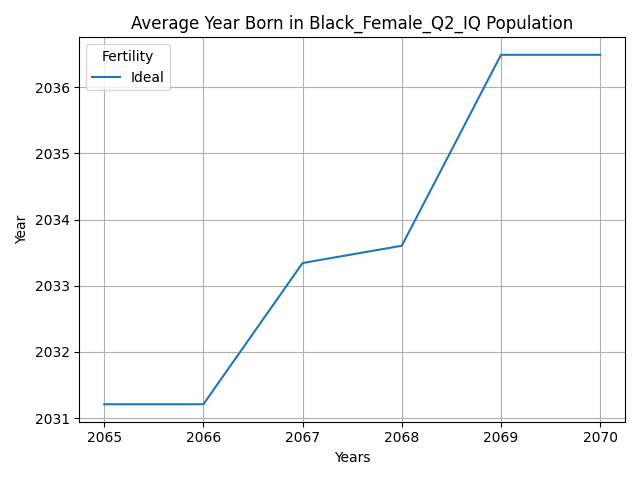 Average Year Born in Black_Female_Q2_IQ Population
Fertility
Ideal
2036
2035
2034
2033
2032
2031
Year
2065 2066 2067 2068 2069 2070
Years